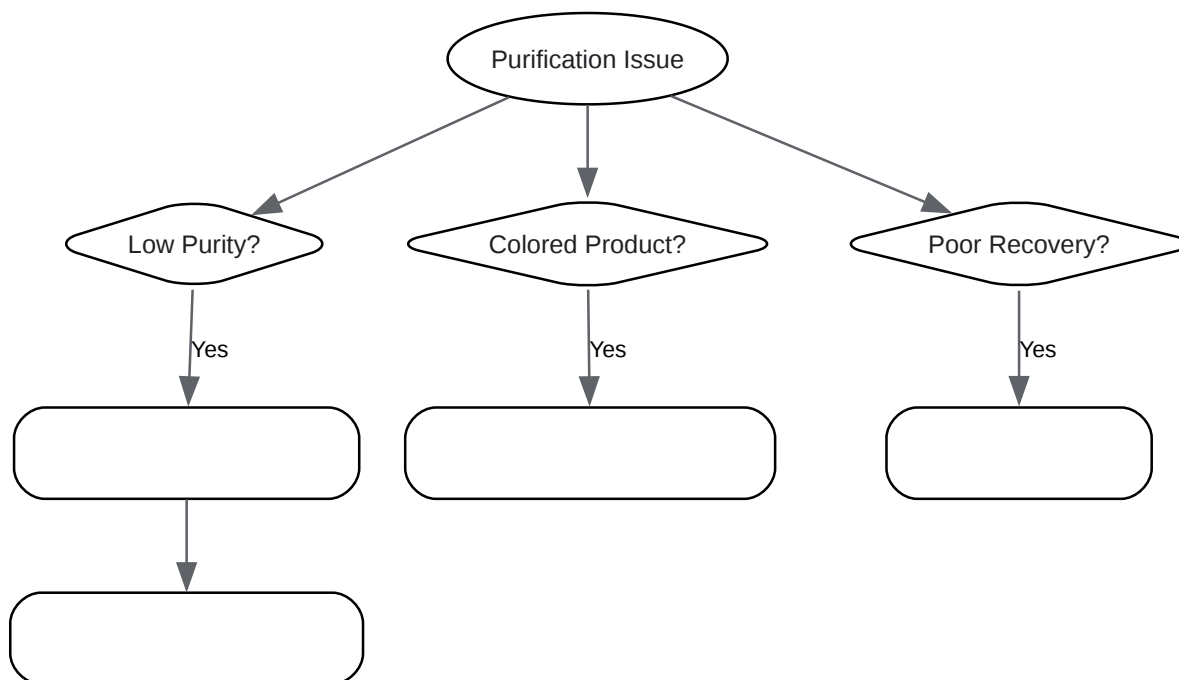 Purification Issue
Low Purity?
Colored Product?
Poor Recovery?
Yes
Yes
Yes